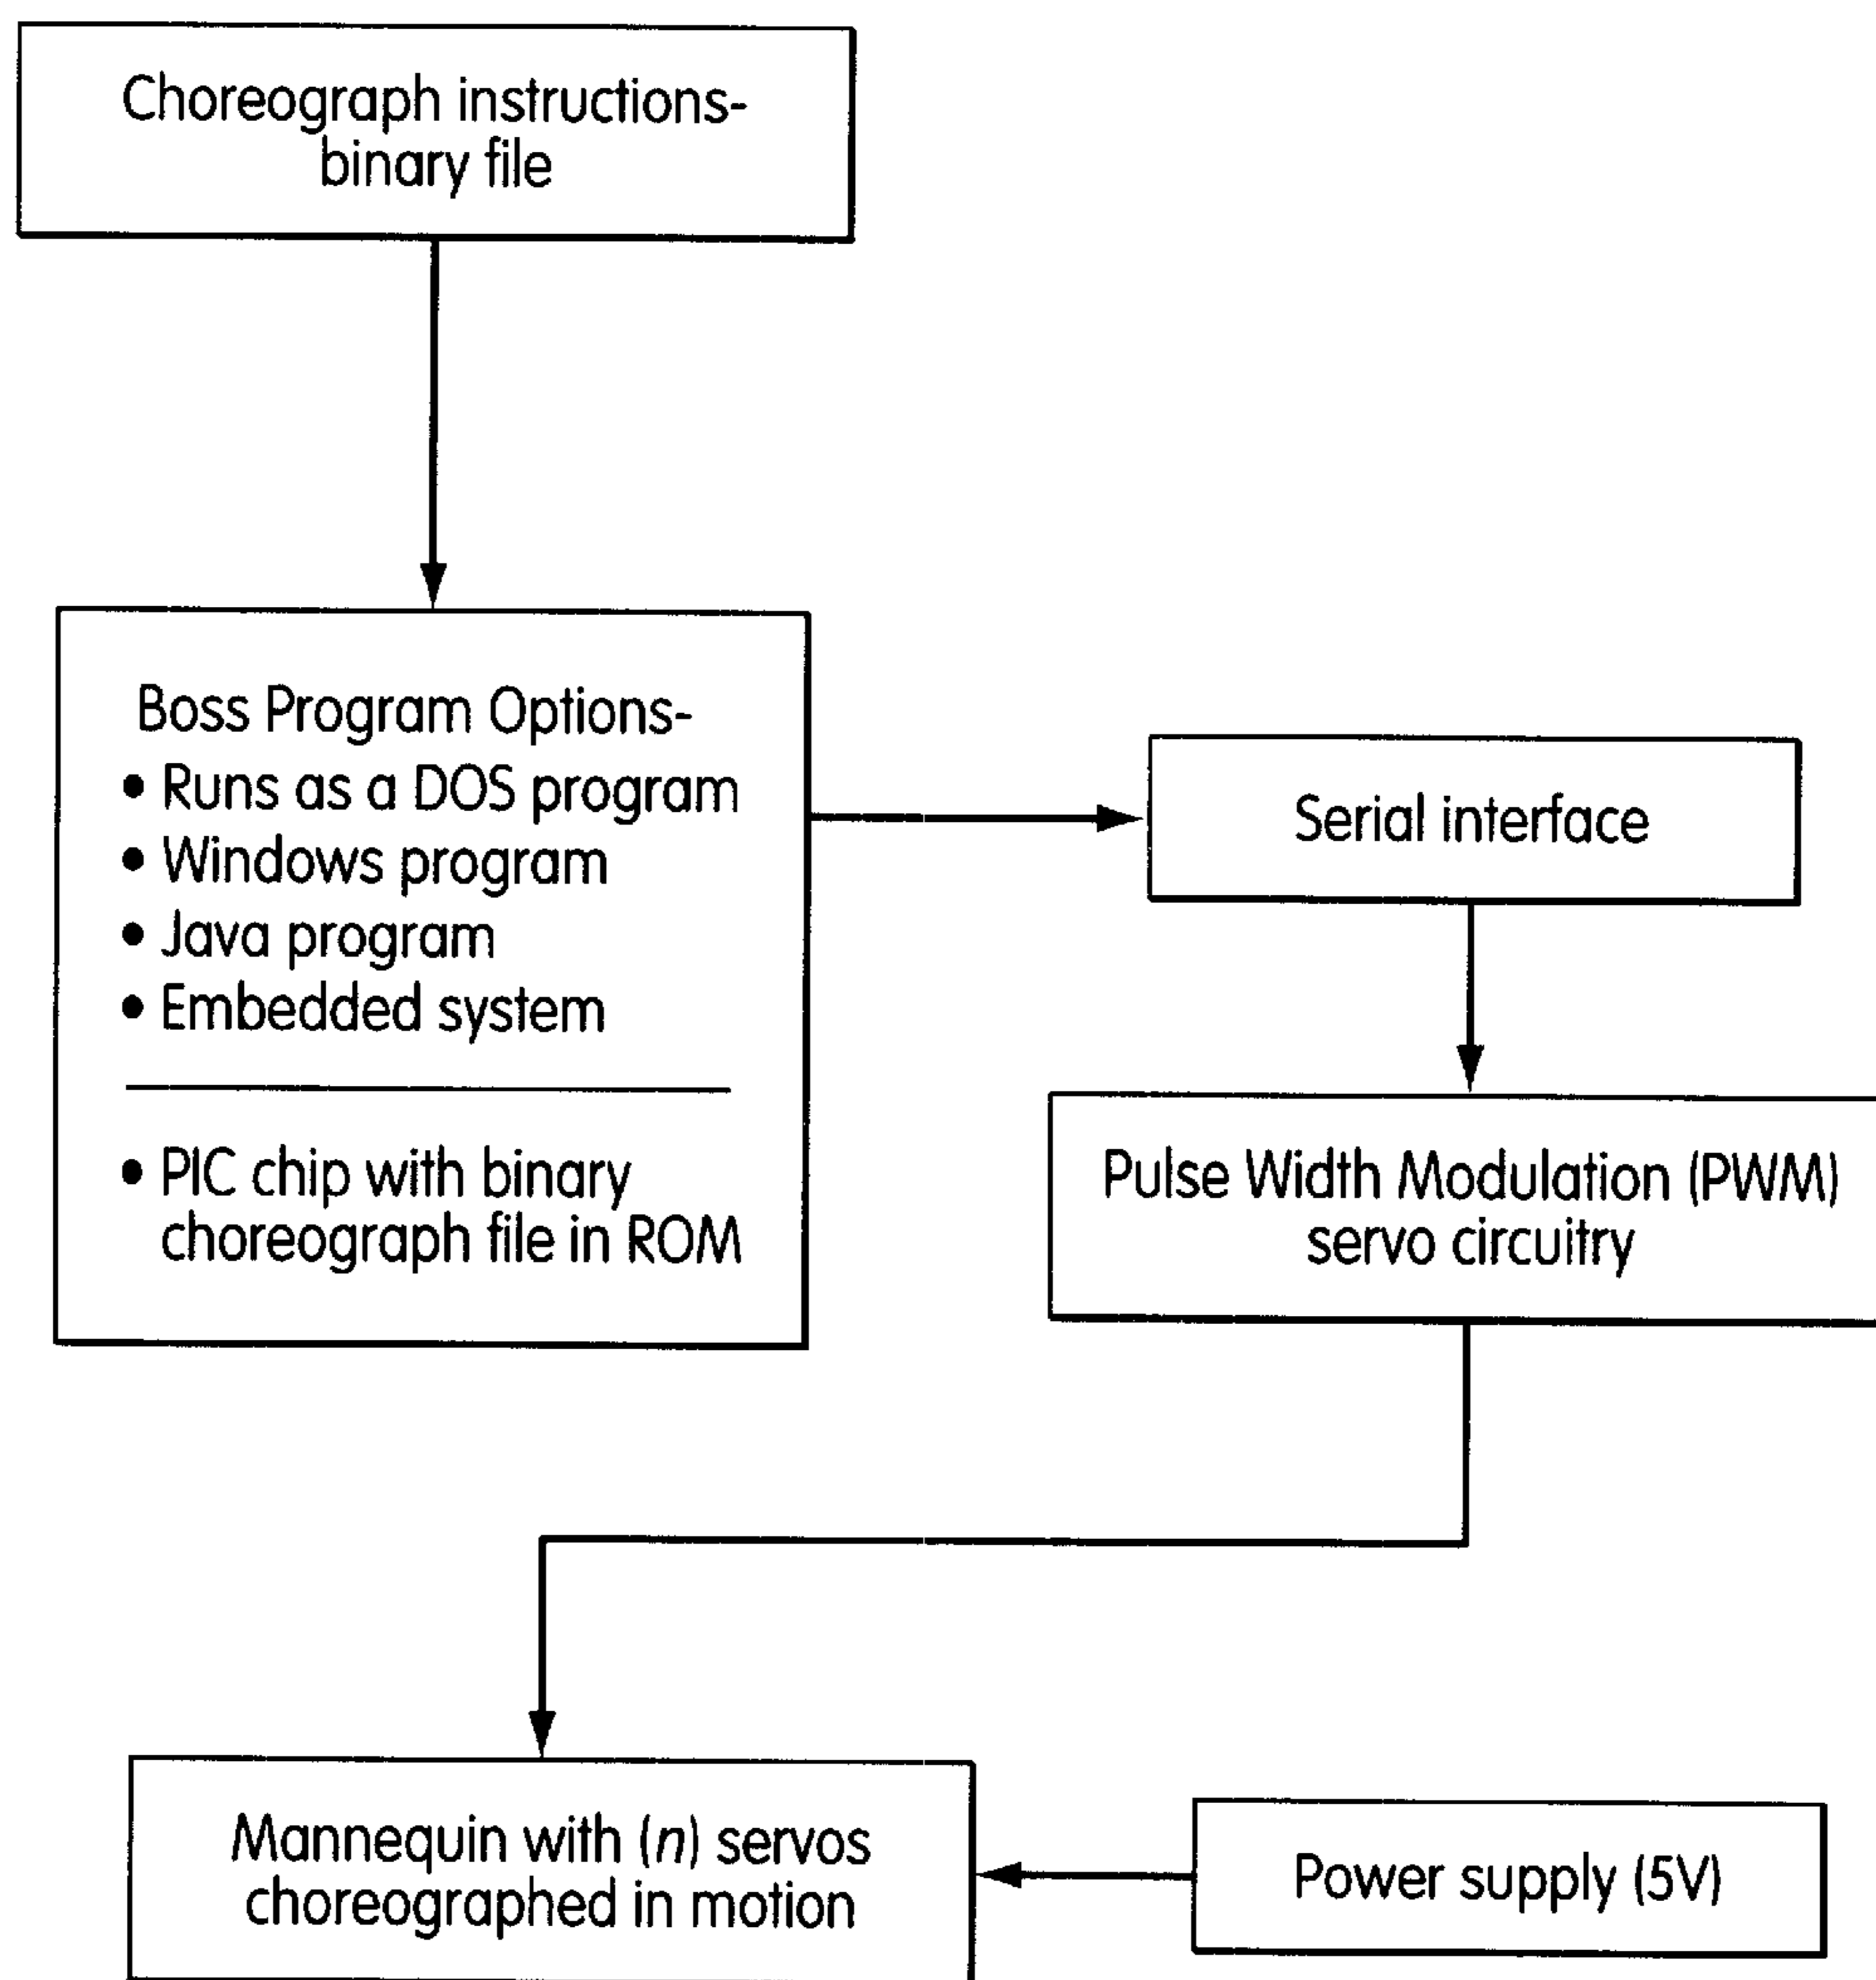 Choreograph instructions-
binary file
Boss Program Options-
• Runs as a DOS program
• Windows program
• Java program
• Embedded system
• PIC chip with binary
choreograph file in ROM
Serial interface
Pulse Width Modulation (PWM)
servo circuitry
Mannequin with (n) servos
choreographed in motion
Power supply (5V)